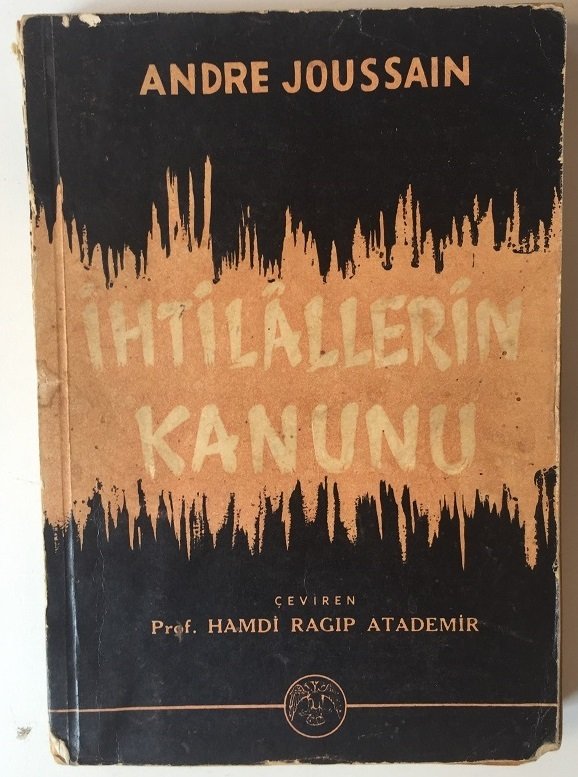 ANDRE JOUSSAIN
İHTİLÂLLERİN
KANUNU
ÇEVİREN
Prof. HAMDİ RAGIP ATADEMİR